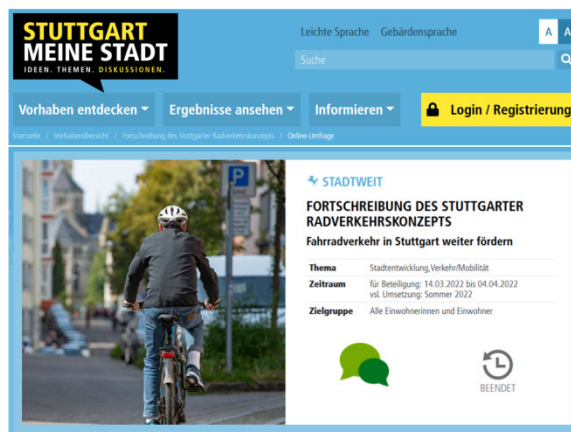 STUTTGART
MEINE STADT
IDEEN. THEMEN. DISKUSSIONEN.
Leichte Sprache Gebärdensprache
A A
Suche
Vorhaben entdecken Ergebnisse ansehen Informieren Login / Registrierung
Startseite / Vorhabenübersicht / Fortschreibung des Stuttgarter Radverkehrskonzepts / Online-Umfrage
P
STADTWEIT
FORTSCHREIBUNG DES STUTTGARTER
RADVERKEHRSKONZEPTS
Fahrradverkehr in Stuttgart weiter fördern
Thema Stadtentwicklung,Verkehr/Mobilität
Zeitraum für Beteiligung: 14.03.2022 bis 04.04.2022
vsl. Umsetzung: Sommer 2022
Zielgruppe Alle Einwohnerinnen und Einwohner
BEENDET